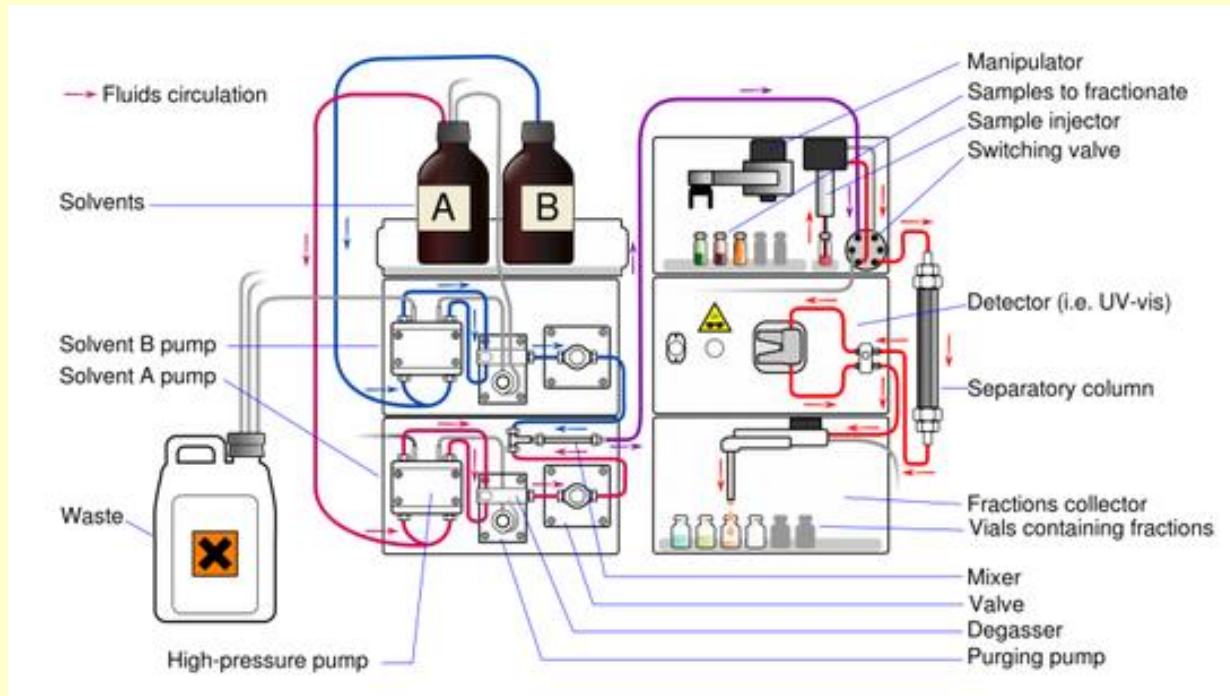 Fluids circulation
Solvents
A
B
Solvent B pump
Solvent A pump
Waste
High-pressure pump
Manipulator
Samples to fractionate
Sample injector
Switching valve
Detector (i.e. UV-vis)
Separatory column
Fractions collector
Vials containing fractions
Mixer
Valve
Degasser
Purging pump